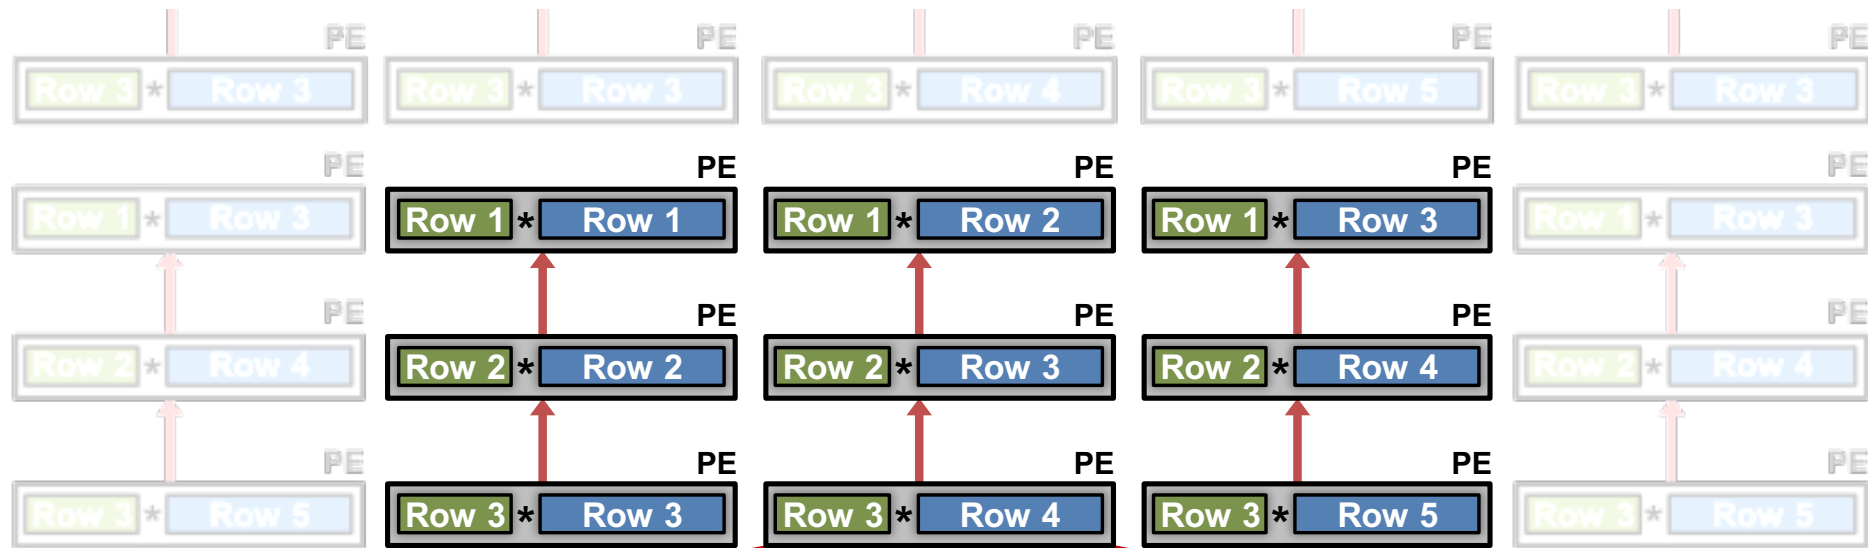 PE PE PE PE PE
Row 3 * Row 3 Row 3 * Row 3 Row 3 * Row 4 Row 3 * Row 5 Row 3 * Row 3
PE PE PE PE PE
Row 1 * Row 3 Row 1 * Row 1 Row 1 * Row 2 Row 1 * Row 3 Row 1 * Row 3
PE PE PE PE PE
Row 2 * Row 4 Row 2 * Row 2 Row 2 * Row 3 Row 2 * Row 4 Row 2 * Row 4
PE PE PE PE PE
Row 3 * Row 5 Row 3 * Row 3 Row 3 * Row 4 Row 3 * Row 5 Row 3 * Row 5